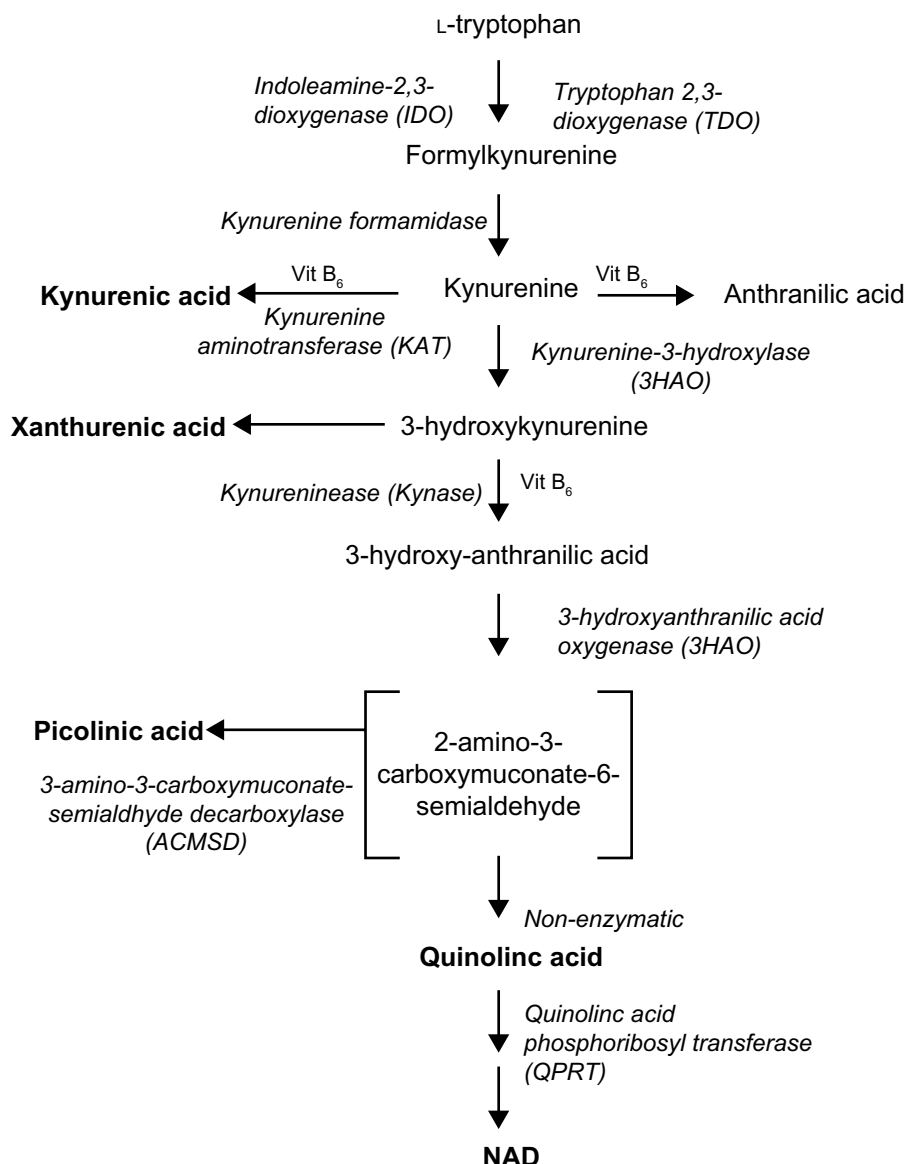 L-tryptophan
Indoleamine-2,3-
dioxygenase (IDO)
Tryptophan 2,3-
dioxygenase (TDO)
Formylkynurenine
Kynurenine formamidase
Kynurenic acid
Vit B6
Kynurenine
Vit B6
Anthranilic acid
Kynurenine
aminotransferase (KAT)
Kynurenine-3-hydroxylase
(3HAO)
Xanthurenic acid
3-hydroxykynurenine
Kynureninease (Kynase)
Vit B6
3-hydroxy-anthranilic acid
3-hydroxyanthranilic acid
oxygenase (3HAO)
Picolinic acid
2-amino-3-
carboxymuconate-6-
semialdehyde
3-amino-3-carboxymuconate-
semialdhyde decarboxylase
(ACMSD)
Non-enzymatic
Quinolinc acid
Quinolinc acid
phosphoribosyl transferase
(QPRT)
NAD